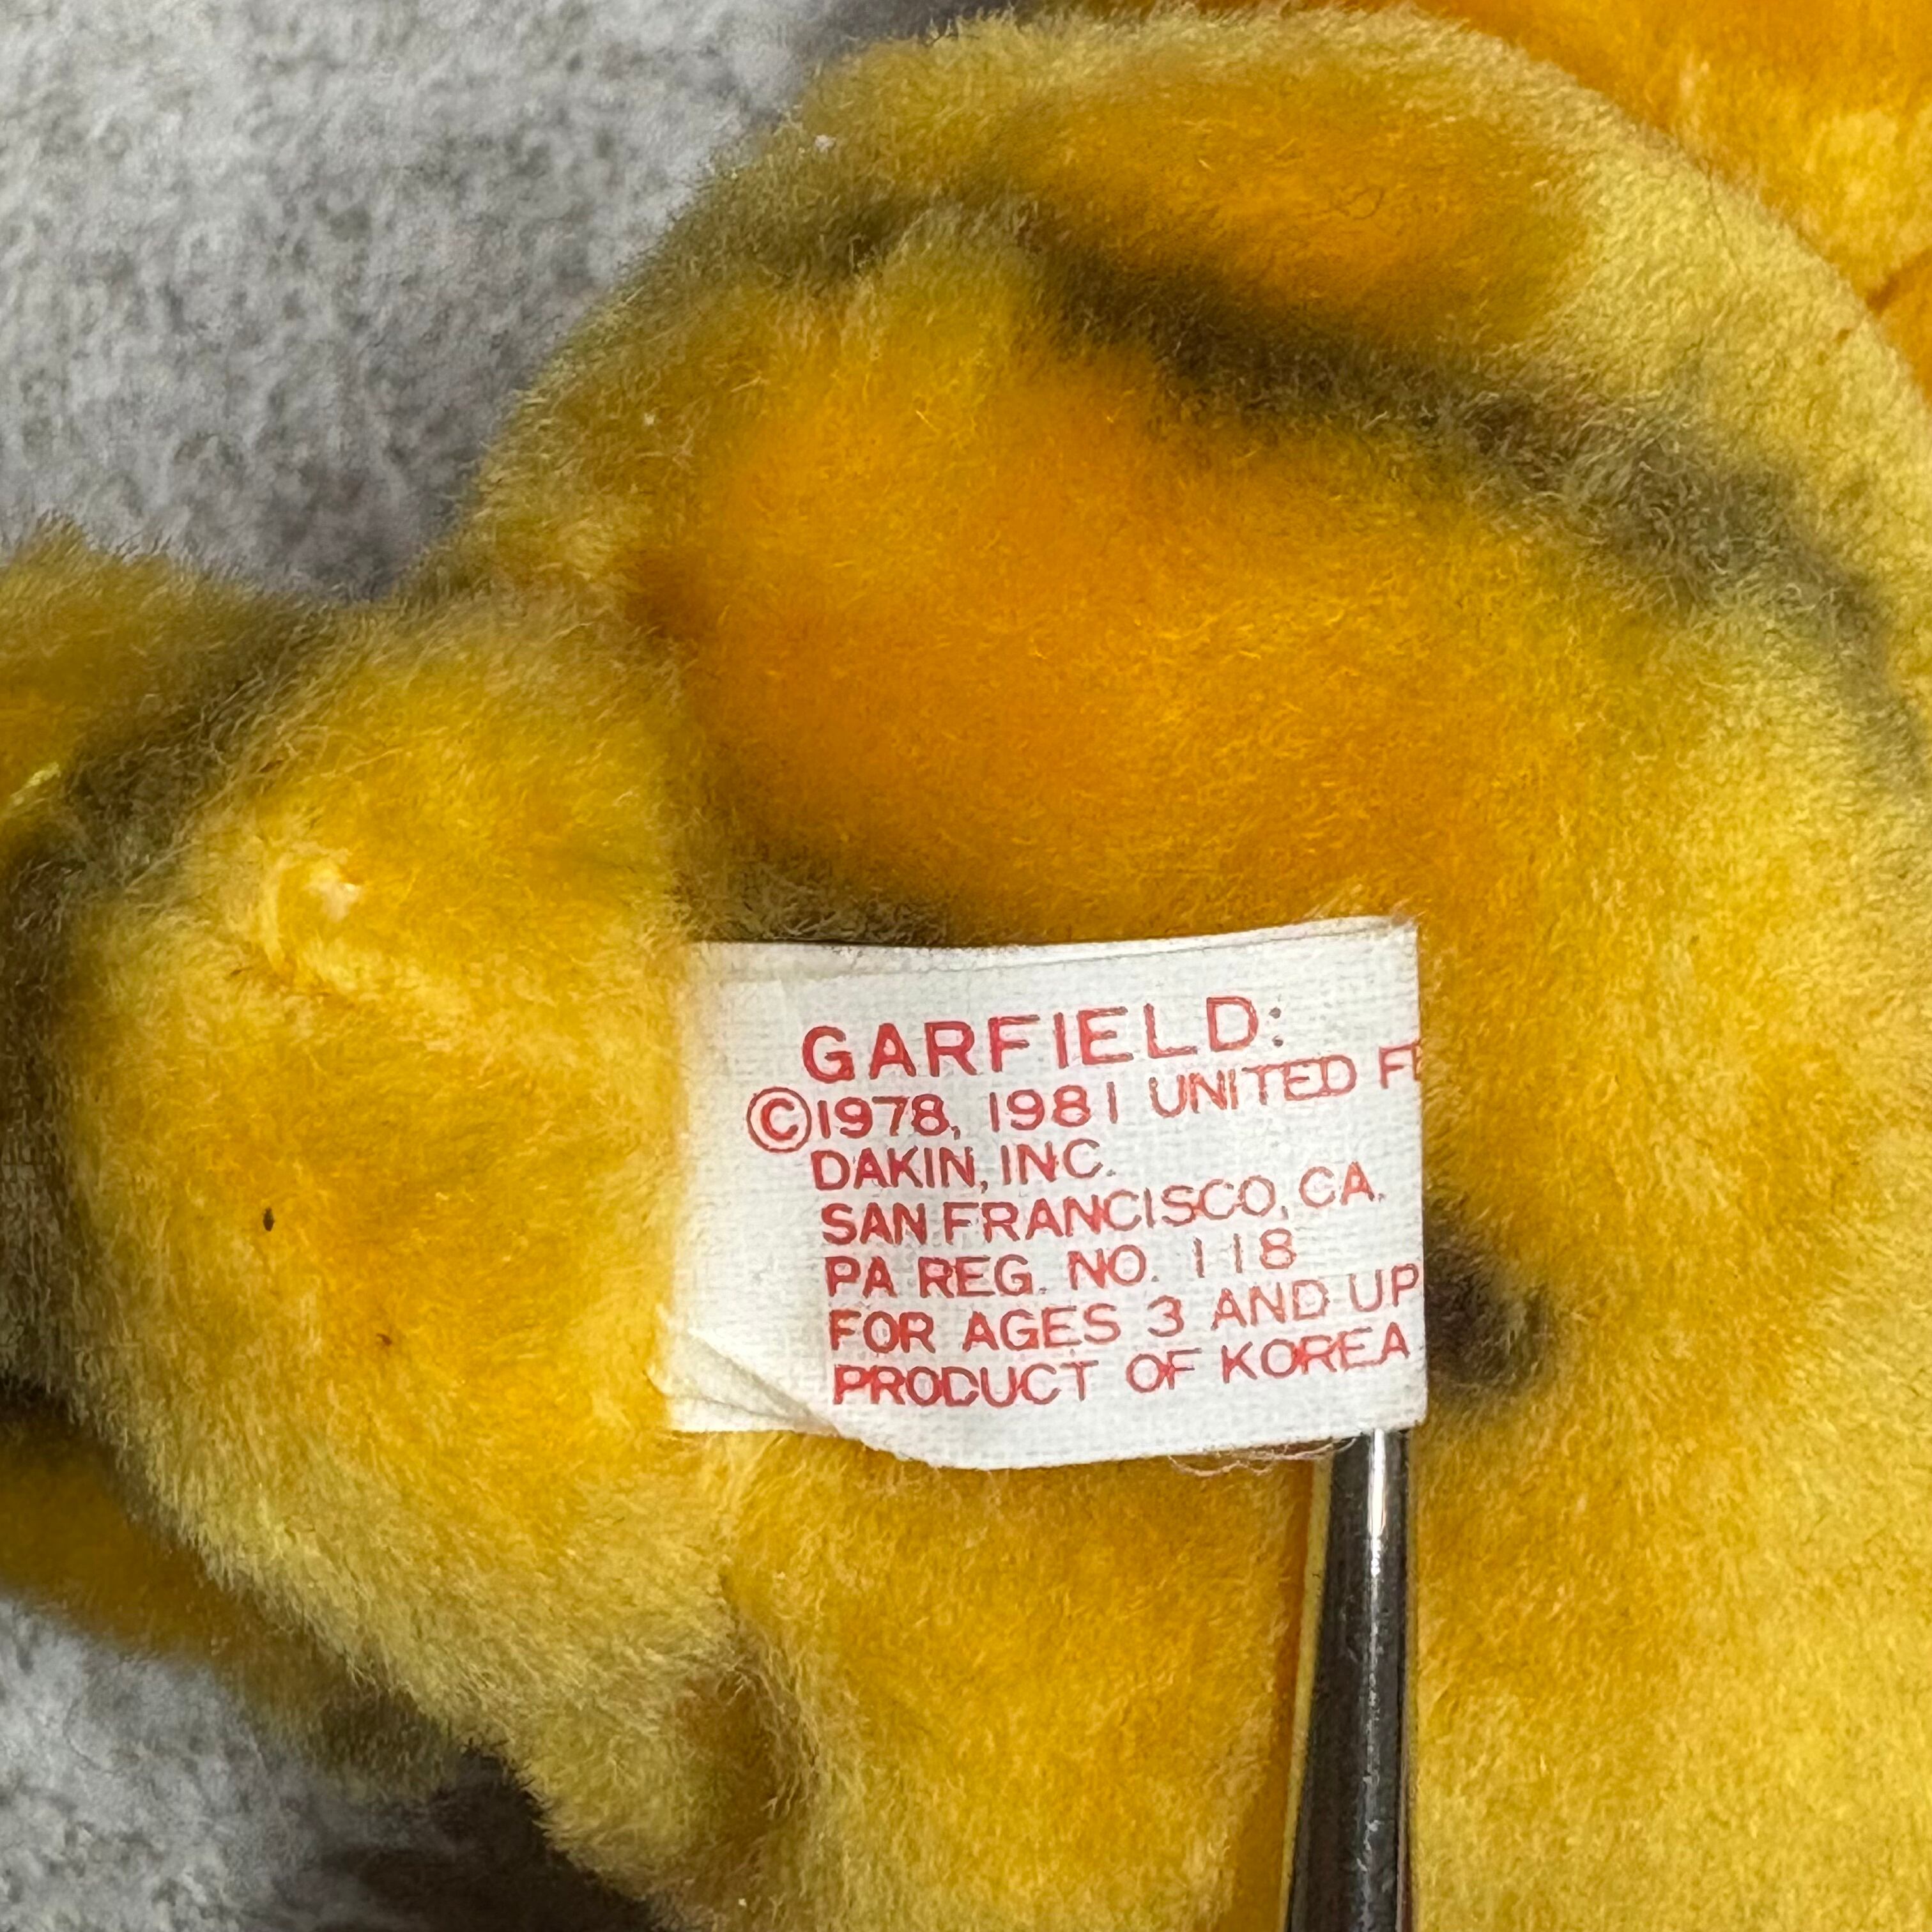 GARFIELD:
©1978, 1981 UNITED
DAKIN, INC.
SAN FRANCISCO, CA.
PA REG. NO. 118
FOR AGES 3 AND UP
PRODUCT OF KOREA